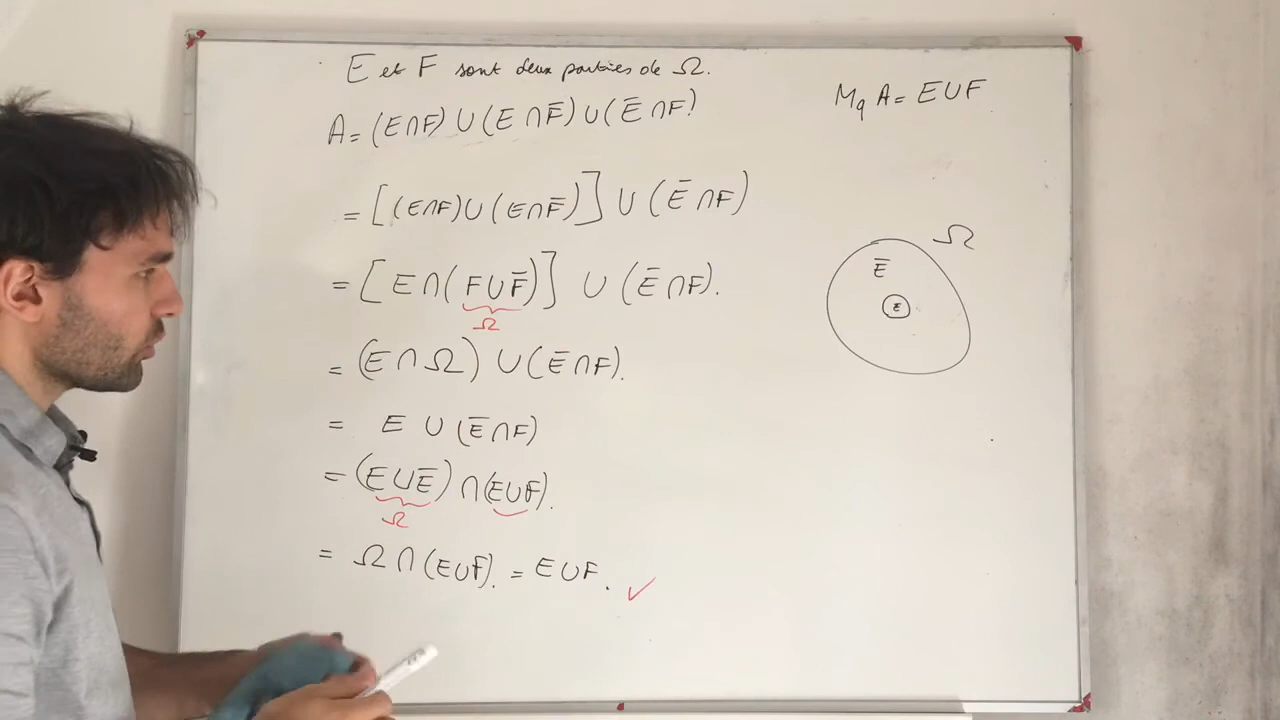 E et F sont deux parties de Ω.
A = (E∩F) ∪ (E∩F̅) ∪ (E̅∩F)
Mq A = E∪F
= [(E∩F)∪(E∩F̅)] ∪ (E̅∩F)
= [E∩(F∪F̅)] ∪ (E̅∩F).
Ω
= (E∩Ω) ∪ (E̅∩F).
= E ∪ (E̅∩F)
= (E∪E̅) ∩ (E∪F).
Ω
= Ω∩(E∪F). = E∪F.
Ω
E̅
E